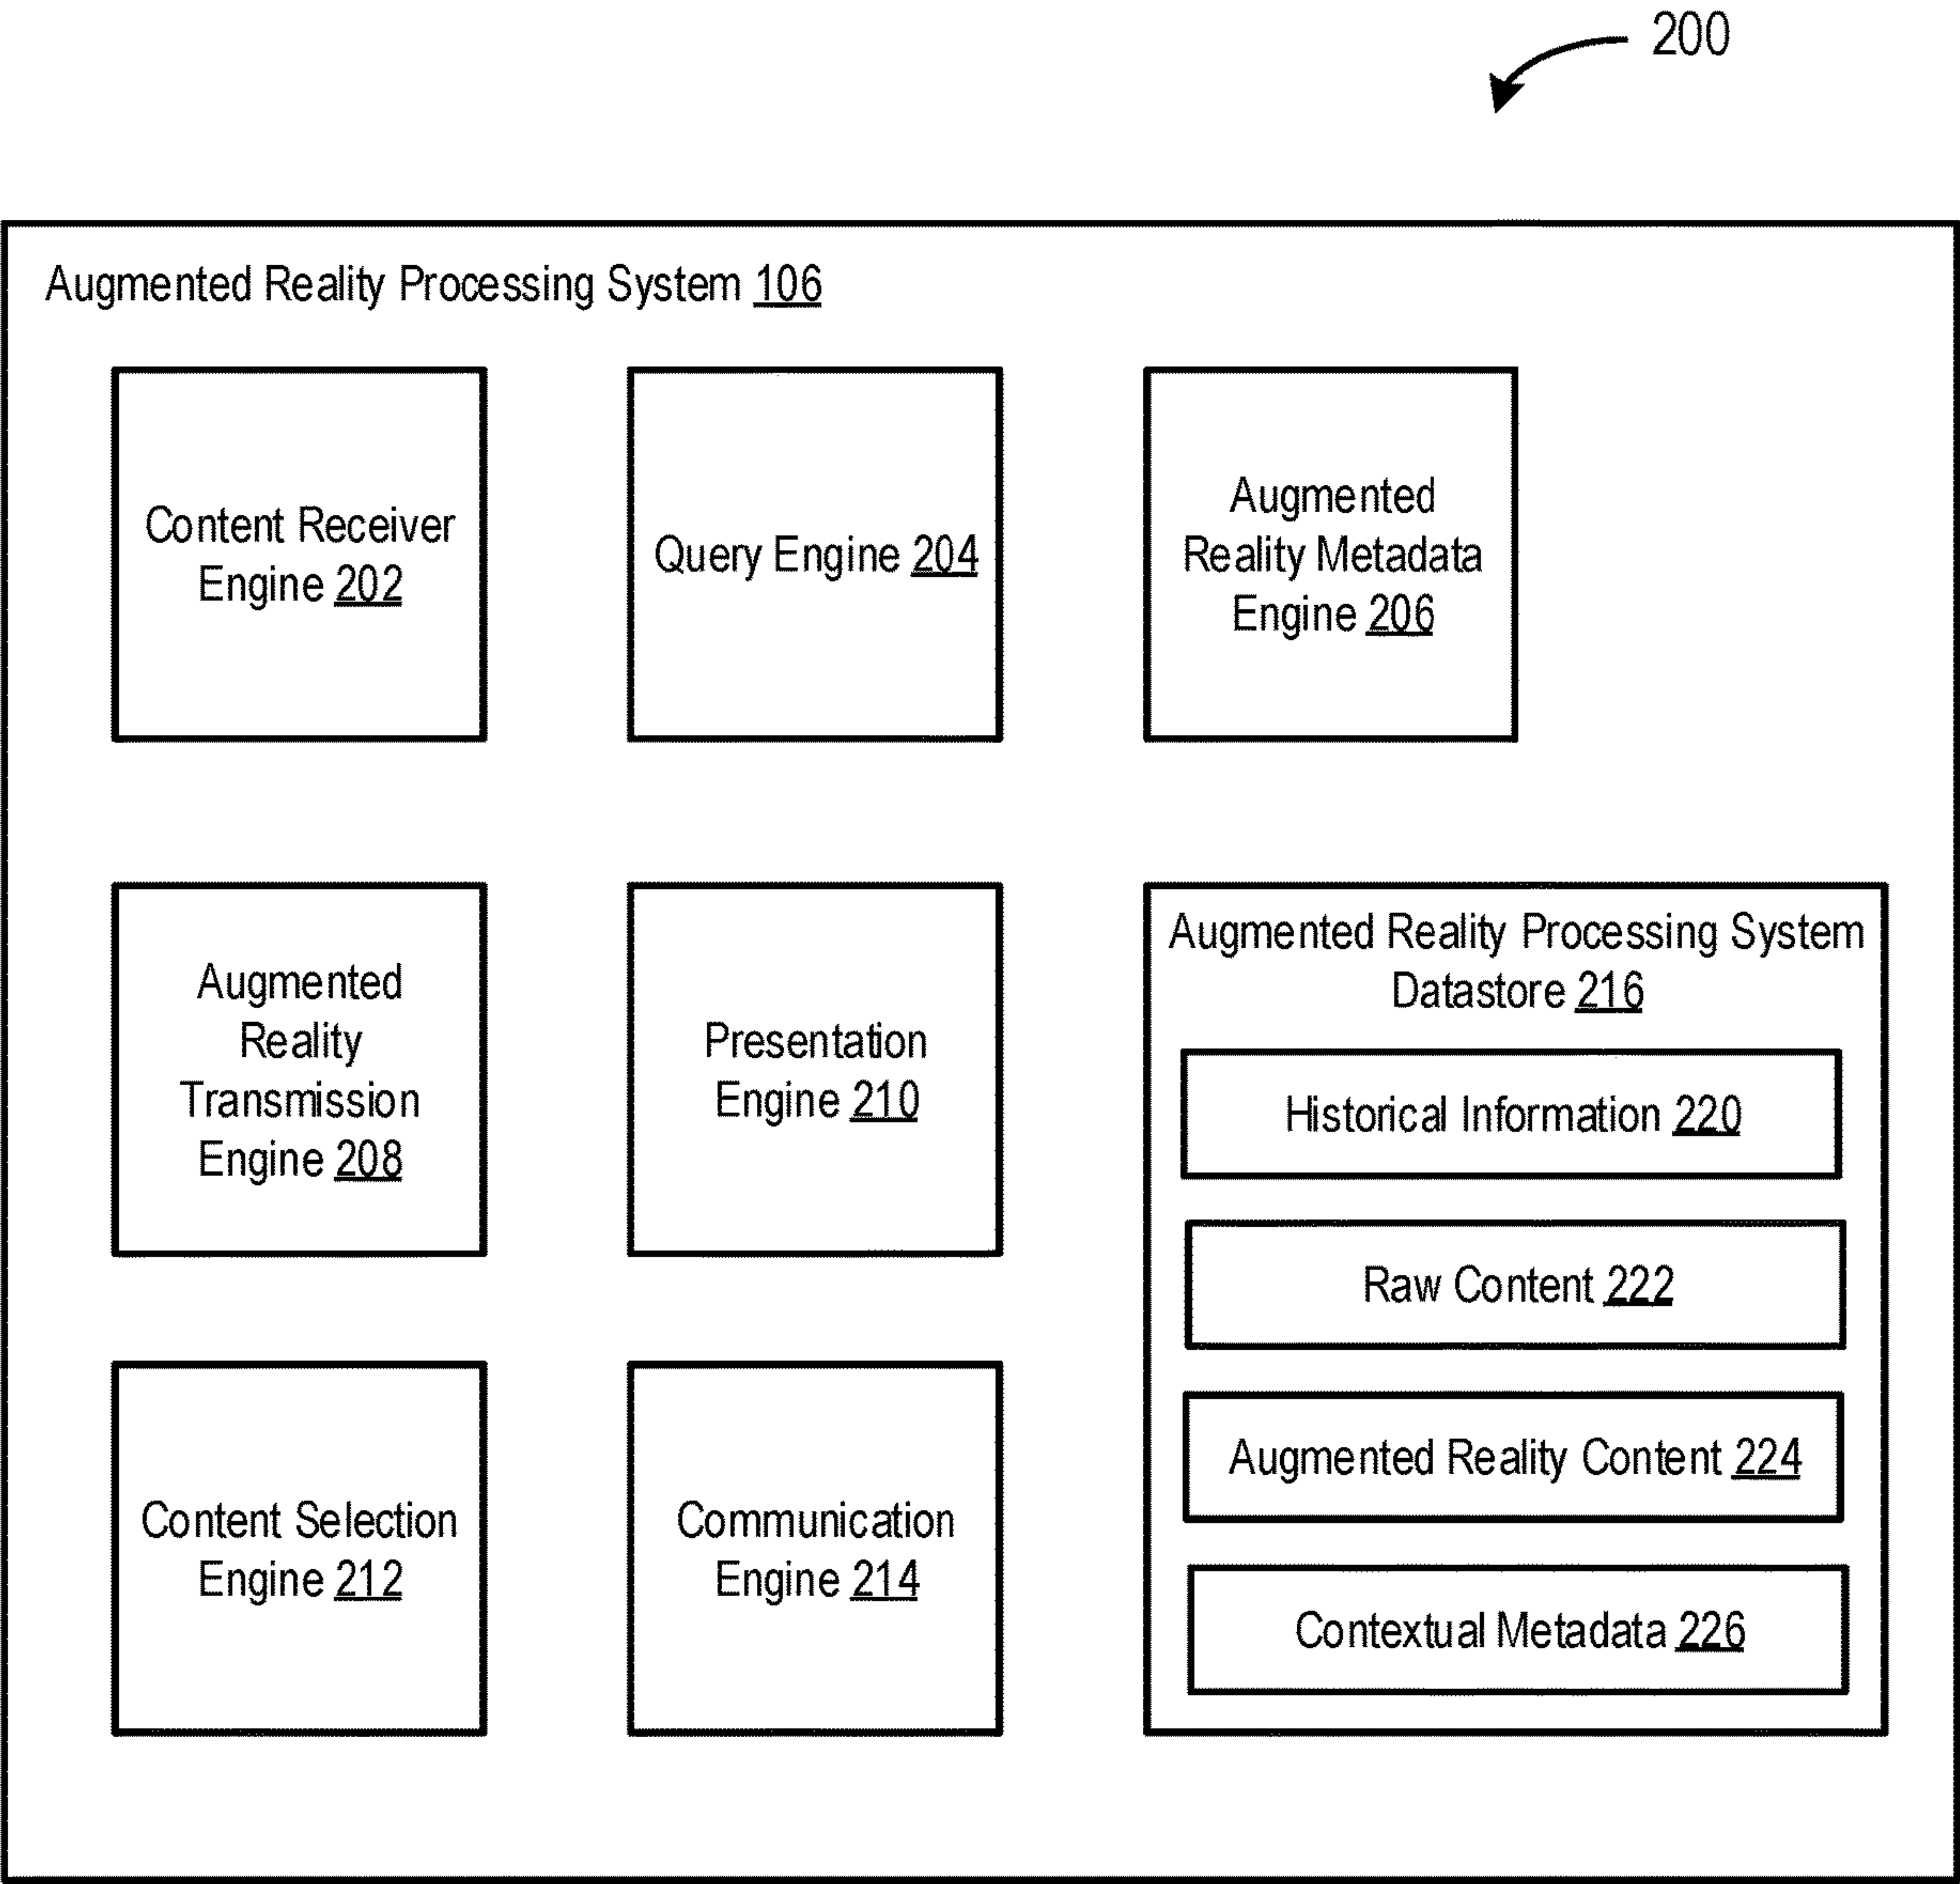 200
Augmented Reality Processing System 106
Content Receiver
Engine 202
Query Engine 204
Augmented
Reality Metadata
Engine 206
Augmented
Reality
Transmission
Engine 208
Presentation
Engine 210
Augmented Reality Processing System
Datastore 216
Historical Information 220
Raw Content 222
Augmented Reality Content 224
Contextual Metadata 226
Content Selection
Engine 212
Communication
Engine 214